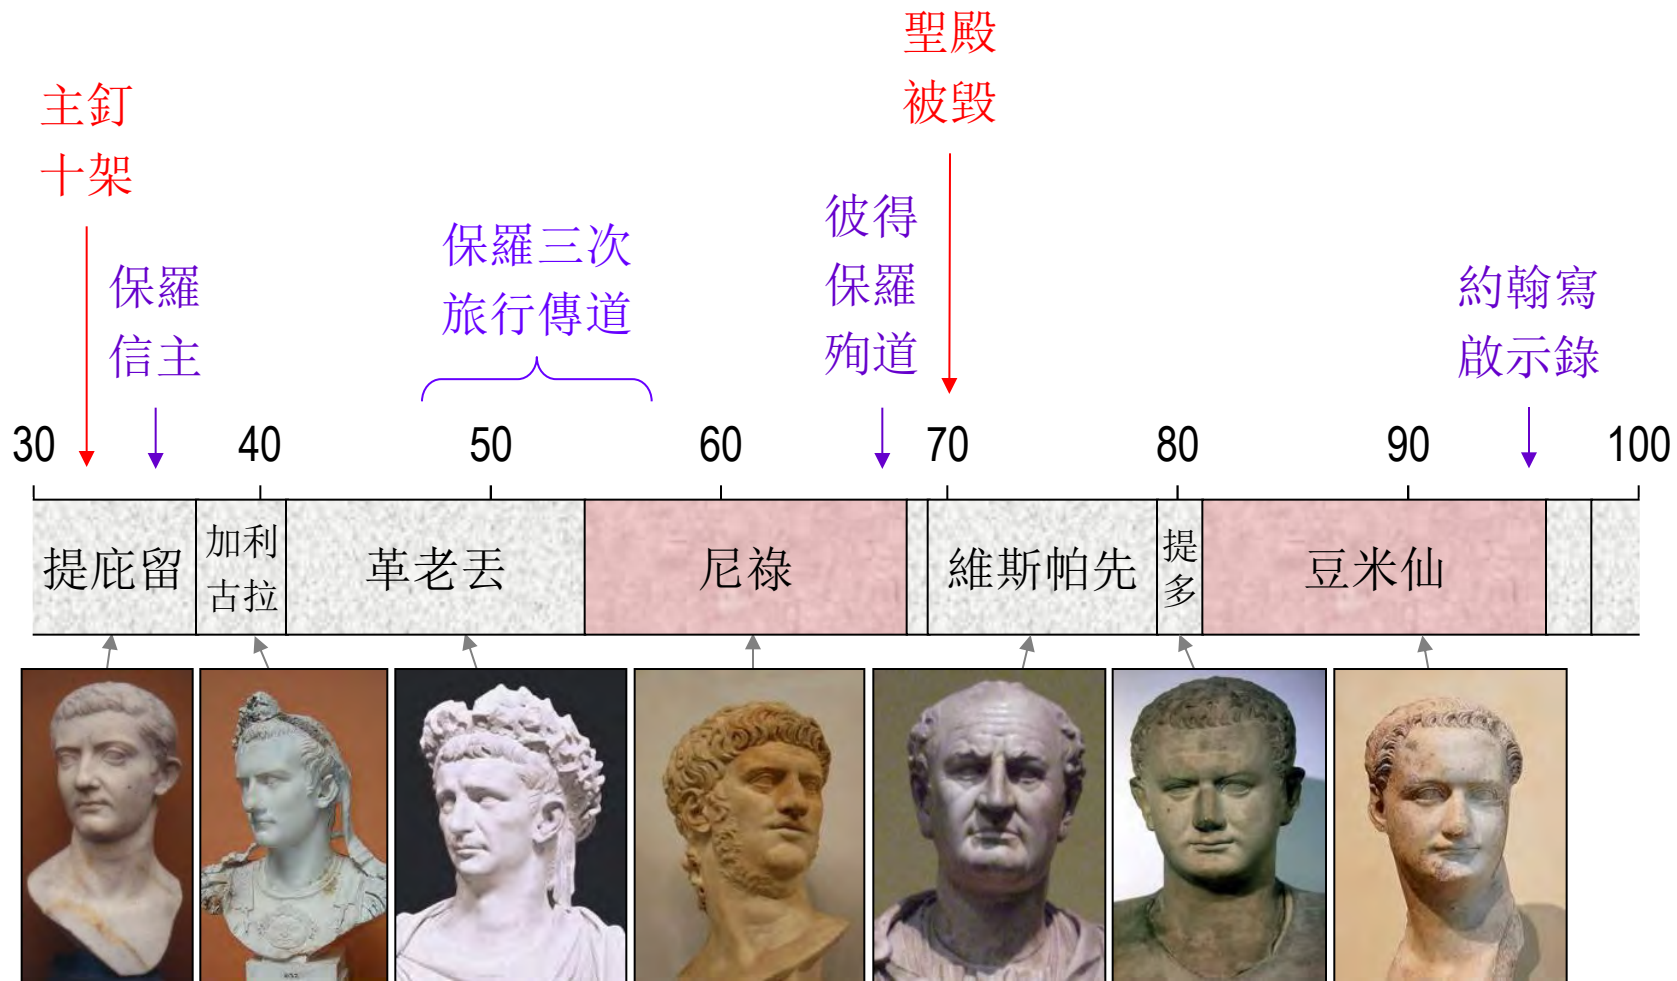 聖殿
被毀
主釘
十架
彼得
保羅
殉道
保羅三次
旅行傳道
保羅
信主
約翰寫
啟示錄
30 40 50 60 70 80 90 100
提庇留
加利
古拉
革老丟
尼祿
維斯帕先
提
多
豆米仙